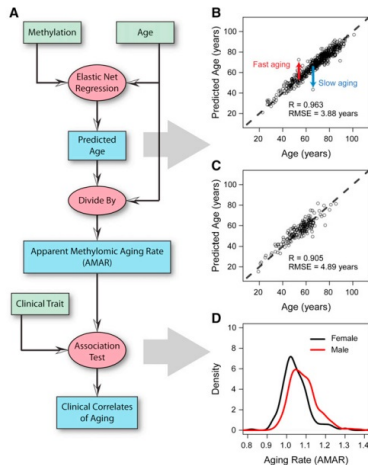 A
Methylation
Age
Elastic Net
Regression
Predicted
Age
Divide By
Apparent Methylomic Aging Rate
(AMAR)
Clinical Trait
Association
Test
Clinical Correlates
of Aging
B
Predicted Age (years)
100
80
60
40
20
Fast aging
Slow aging
R = 0.963
RMSE = 3.88 years
20 40 60 80 100
Age (years)
C
Predicted Age (years)
100
80
60
40
20
R = 0.905
RMSE = 4.89 years
20 40 60 80 100
Age (years)
D
Density
10
8
6
4
2
0
Female
Male
0.8 0.9 1.0 1.1 1.2 1.3 1.4
Aging Rate (AMAR)